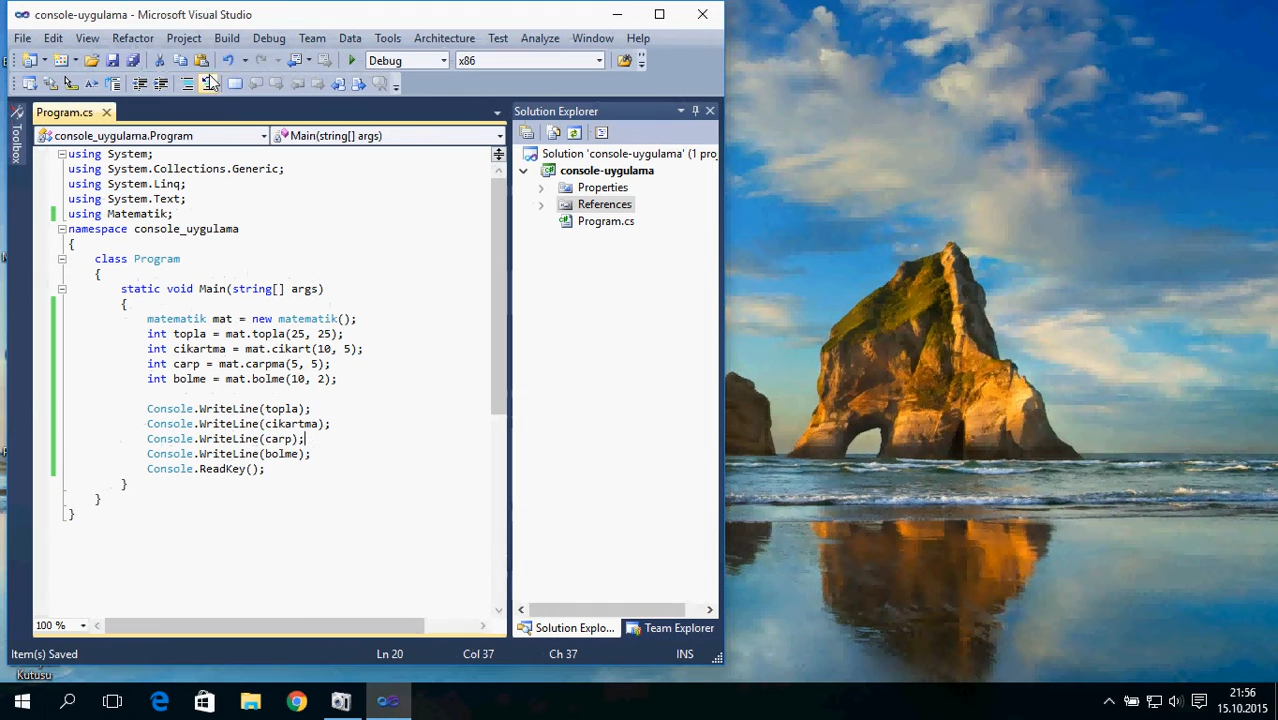 console-uygulama - Microsoft Visual Studio
File Edit View Refactor Project Build Debug Team Data Tools Architecture Test Analyze Window Help
Debug x86
Toolbox
Program.cs
console_uygulama.Program Main(string[] args)
using System;
using System.Collections.Generic;
using System.Linq;
using System.Text;
using Matematik;
namespace console_uygulama
{
class Program
{
static void Main(string[] args)
{
matematik mat = new matematik();
int topla = mat.topla(25, 25);
int cikartma = mat.cikart(10, 5);
int carp = mat.carpma(5, 5);
int bolme = mat.bolme(10, 2);
Console.WriteLine(topla);
Console.WriteLine(cikartma);
Console.WriteLine(carp);
Console.WriteLine(bolme);
Console.ReadKey();
}
}
}
100 %
Solution Explorer
Solution 'console-uygulama' (1 pro
console-uygulama
Properties
References
Program.cs
Solution Explo... Team Explorer
Item(s) Saved Ln 20 Col 37 Ch 37 INS
Kutusu
21:56
15.10.2015